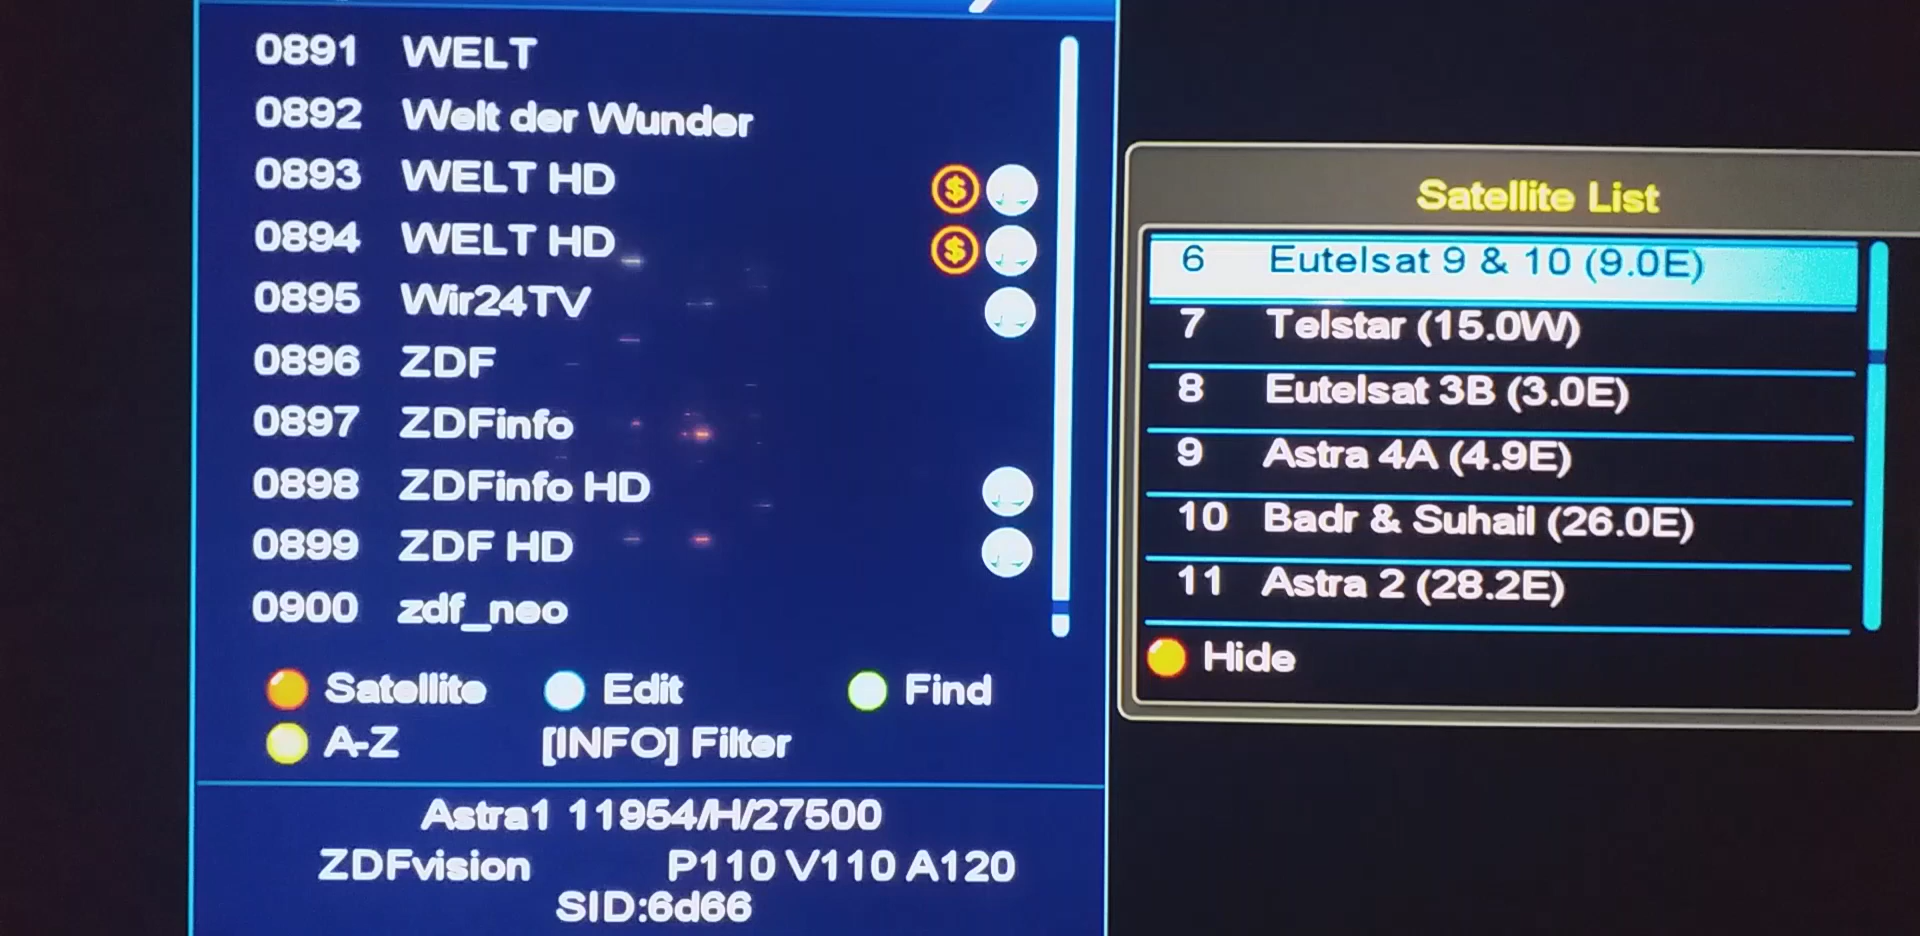 0891 WELT
0892 Welt der Wunder
0893 WELT HD $
0894 WELT HD $
0895 Wir24TV
0896 ZDF
0897 ZDFinfo
0898 ZDFinfo HD
0899 ZDF HD
0900 zdf_neo
Satellite Edit Find
A-Z [INFO] Filter
Astra1 11954/H/27500
ZDFvision P110 V110 A120
SID:6d66
Satellite List
6 Eutelsat 9 & 10 (9.0E)
7 Telstar (15.0W)
8 Eutelsat 3B (3.0E)
9 Astra 4A (4.9E)
10 Badr & Suhail (26.0E)
11 Astra 2 (28.2E)
Hide